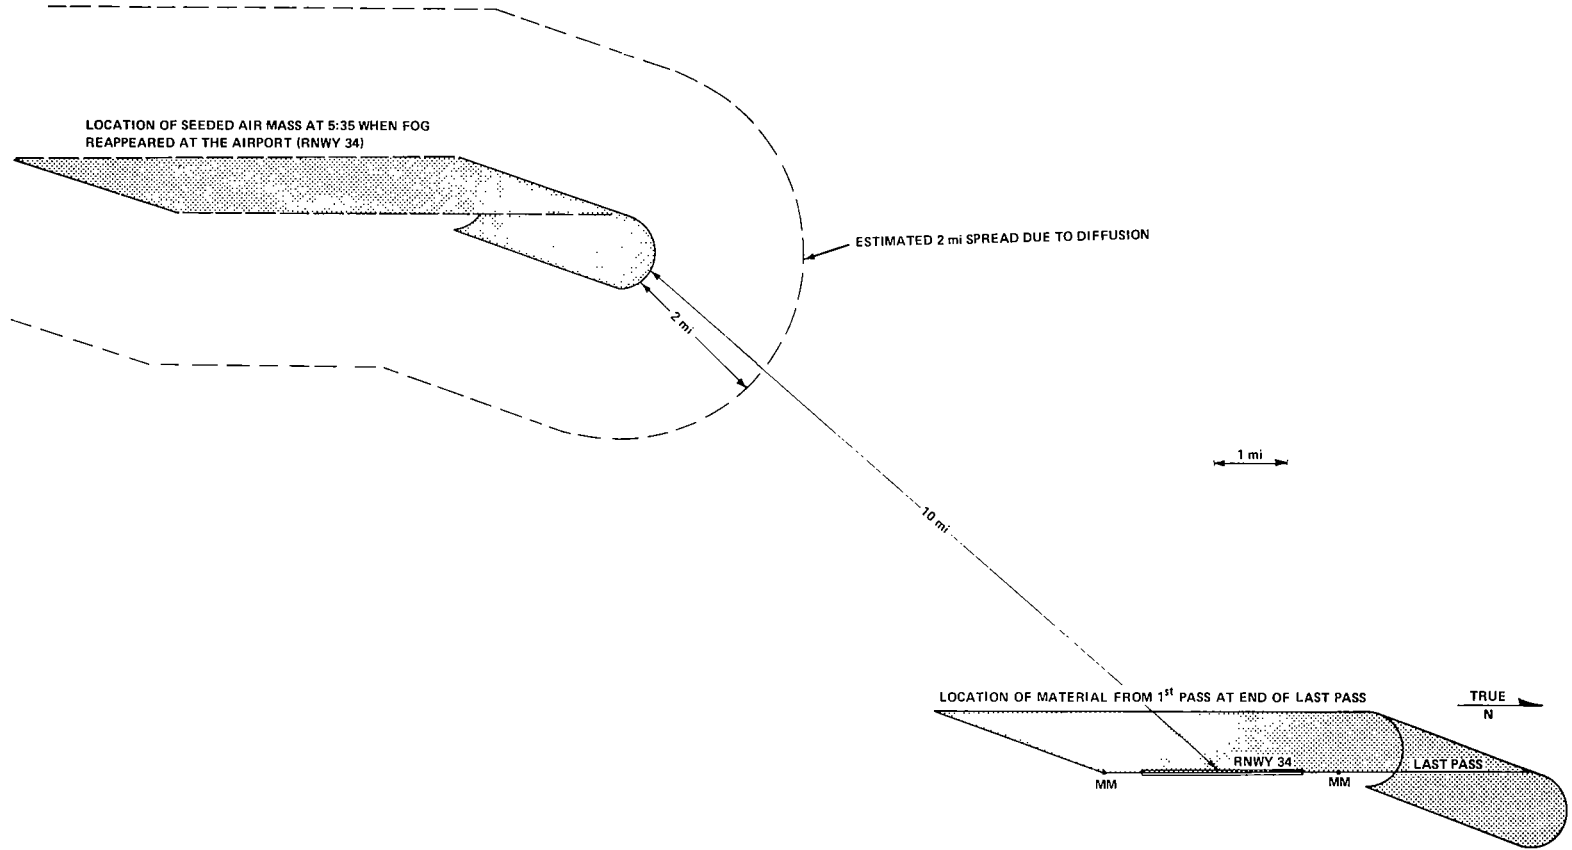 LOCATION OF SEEDED AIR MASS AT 5:35 WHEN FOG
REAPPEARED AT THE AIRPORT (RNWY 34)
ESTIMATED 2 mi SPREAD DUE TO DIFFUSION
2 mi
1 mi
10 mi
LOCATION OF MATERIAL FROM 1st PASS AT END OF LAST PASS
TRUE
N
RNWY 34
LAST PASS
MM
MM